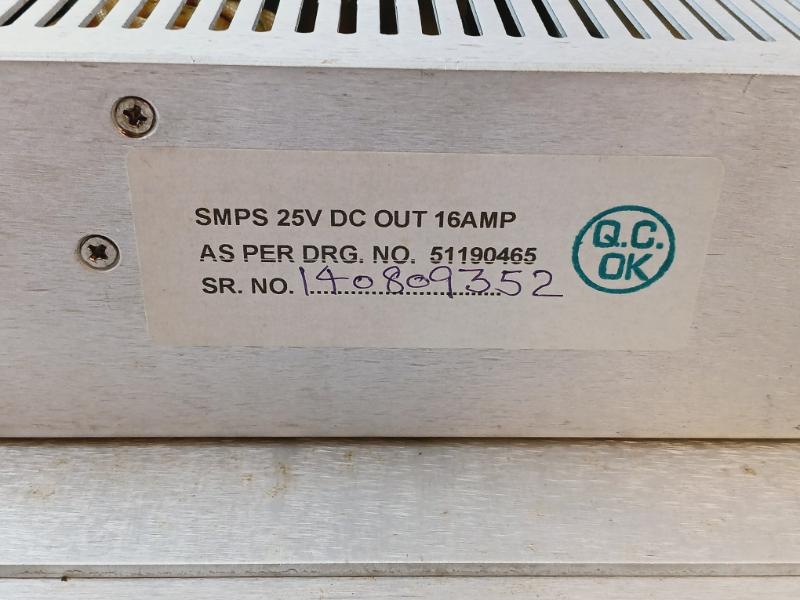 SMPS 25V DC OUT 16AMP
AS PER DRG. NO. 51190465
SR. NO. 140809352
Q.C.
OK